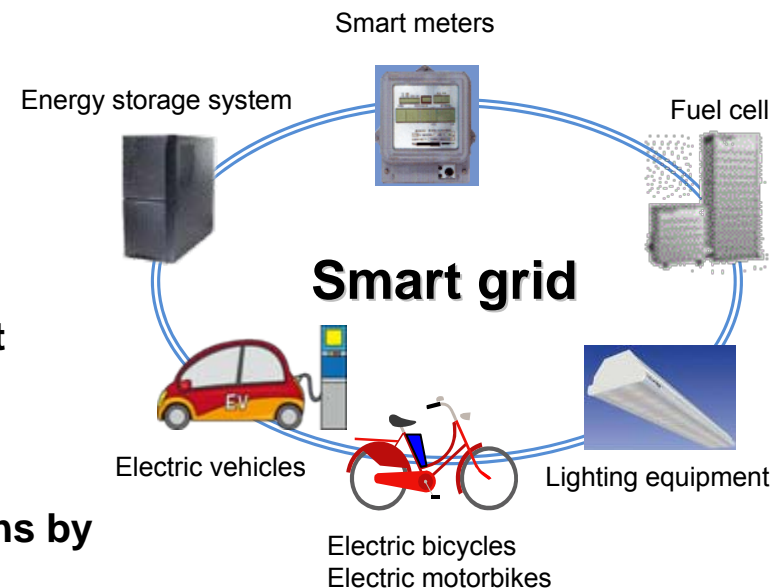 Smart meters
Energy storage system
Fuel cell
Smart grid
t
EV
Electric vehicles
Lighting equipment
ns by
Electric bicycles
Electric motorbikes